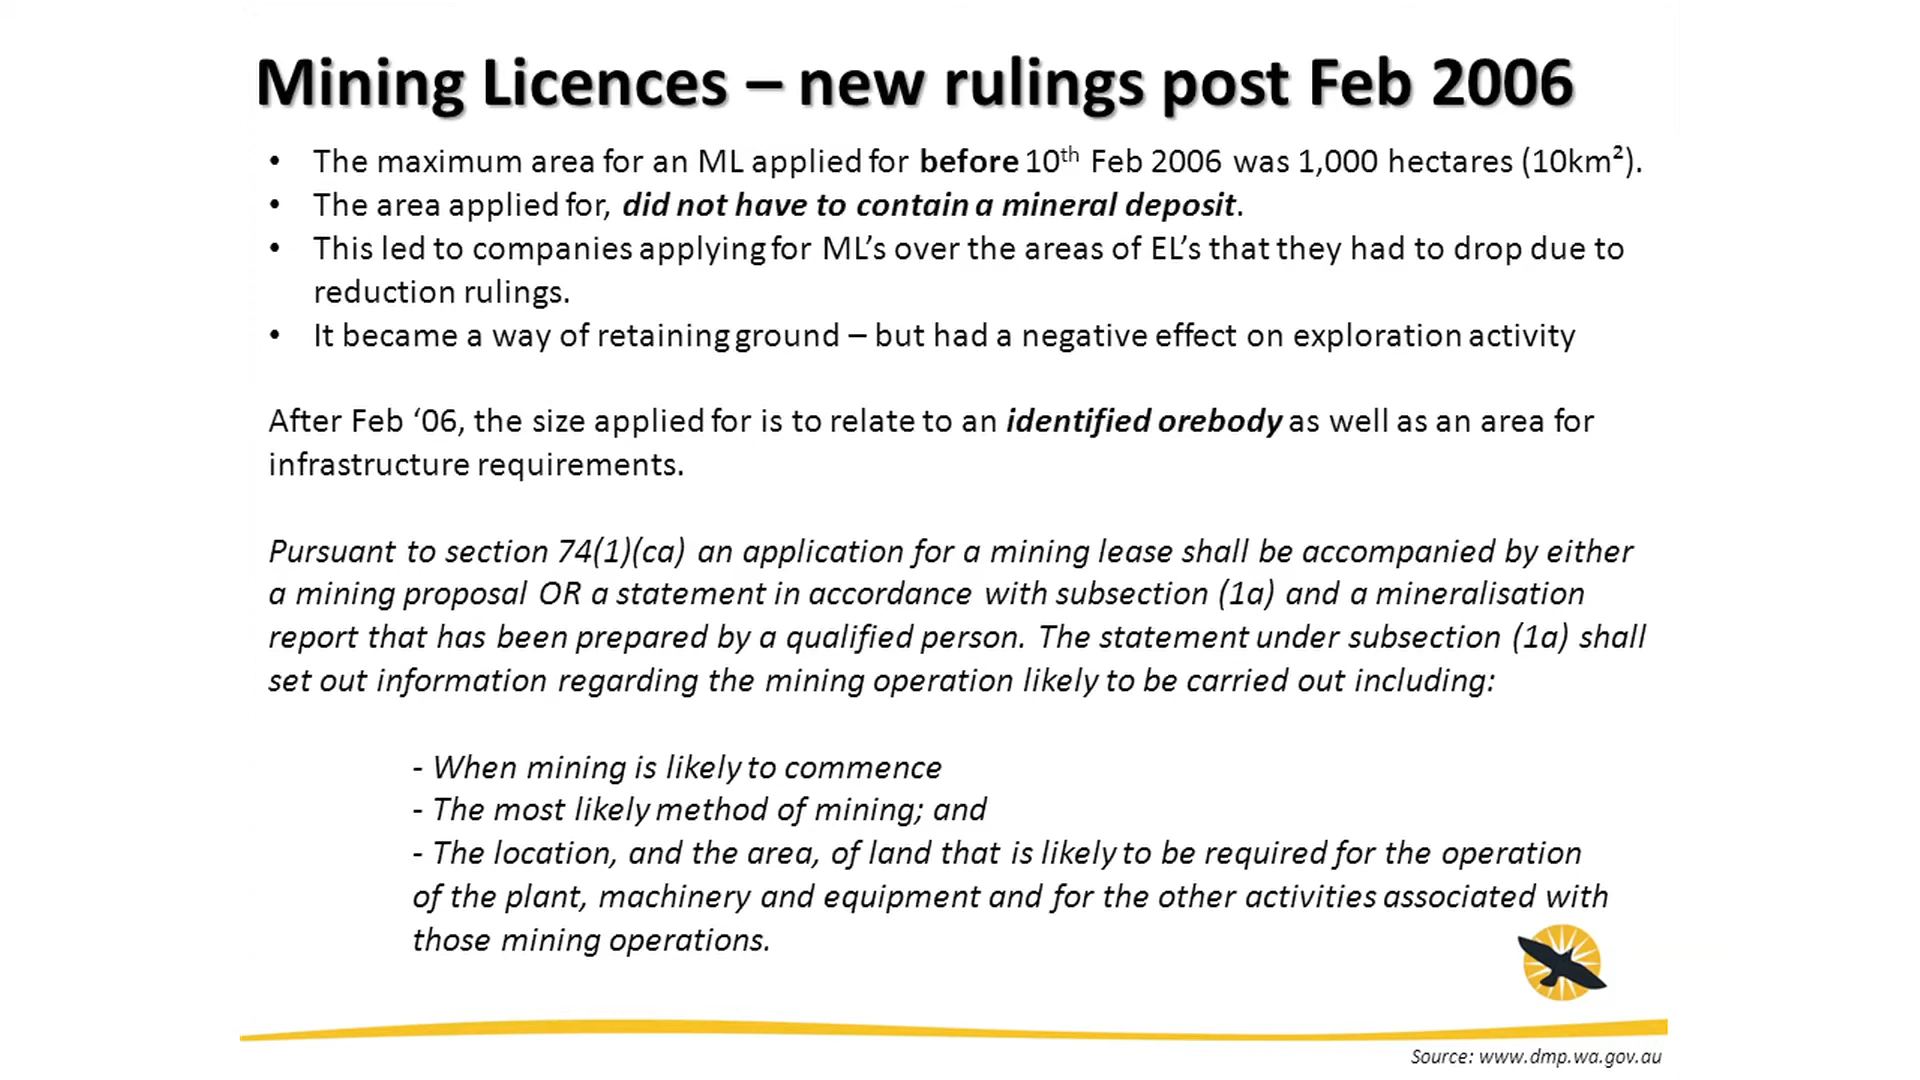 Mining Licences – new rulings post Feb 2006
• The maximum area for an ML applied for before 10th Feb 2006 was 1,000 hectares (10km²).
• The area applied for, did not have to contain a mineral deposit.
• This led to companies applying for ML’s over the areas of EL’s that they had to drop due to
reduction rulings.
• It became a way of retaining ground – but had a negative effect on exploration activity
After Feb ‘06, the size applied for is to relate to an identified orebody as well as an area for
infrastructure requirements.
Pursuant to section 74(1)(ca) an application for a mining lease shall be accompanied by either
a mining proposal OR a statement in accordance with subsection (1a) and a mineralisation
report that has been prepared by a qualified person. The statement under subsection (1a) shall
set out information regarding the mining operation likely to be carried out including:
- When mining is likely to commence
- The most likely method of mining; and
- The location, and the area, of land that is likely to be required for the operation
of the plant, machinery and equipment and for the other activities associated with
those mining operations.
Source: www.dmp.wa.gov.au